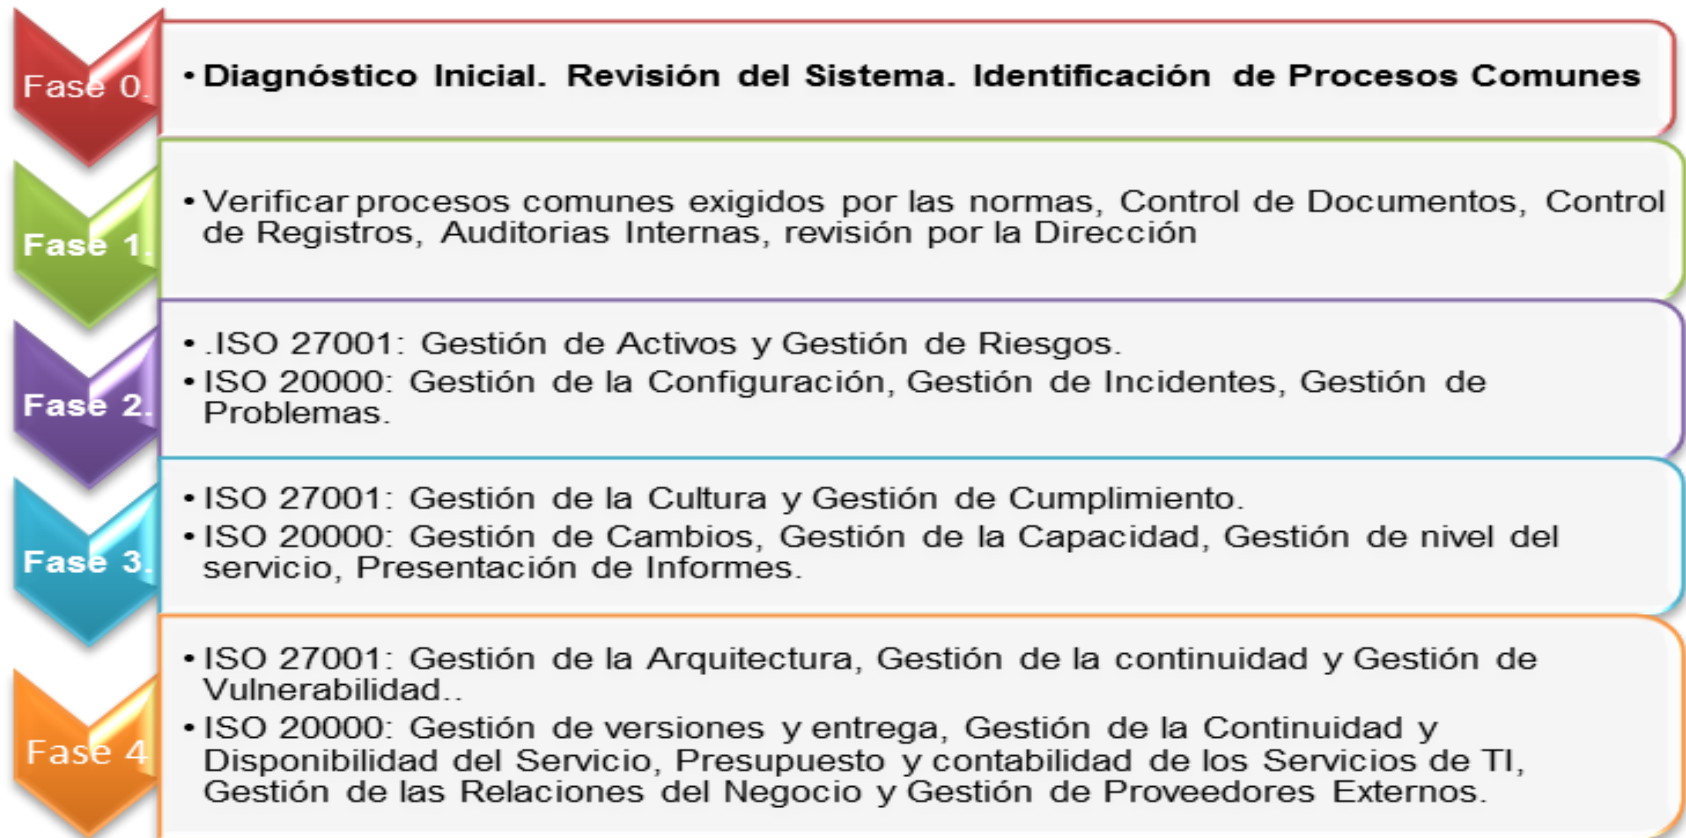 Fase 0.
• Diagnóstico Inicial. Revisión del Sistema. Identificación de Procesos Comunes
Fase 1.
• Verificar procesos comunes exigidos por las normas, Control de Documentos, Control
de Registros, Auditorias Internas, revisión por la Dirección
Fase 2.
• .ISO 27001: Gestión de Activos y Gestión de Riesgos.
• ISO 20000: Gestión de la Configuración, Gestión de Incidentes, Gestión de
Problemas.
Fase 3.
• ISO 27001: Gestión de la Cultura y Gestión de Cumplimiento.
• ISO 20000: Gestión de Cambios, Gestión de la Capacidad, Gestión de nivel del
servicio, Presentación de Informes.
Fase 4
• ISO 27001: Gestión de la Arquitectura, Gestión de la continuidad y Gestión de
Vulnerabilidad..
• ISO 20000: Gestión de versiones y entrega, Gestión de la Continuidad y
Disponibilidad del Servicio, Presupuesto y contabilidad de los Servicios de TI,
Gestión de las Relaciones del Negocio y Gestión de Proveedores Externos.